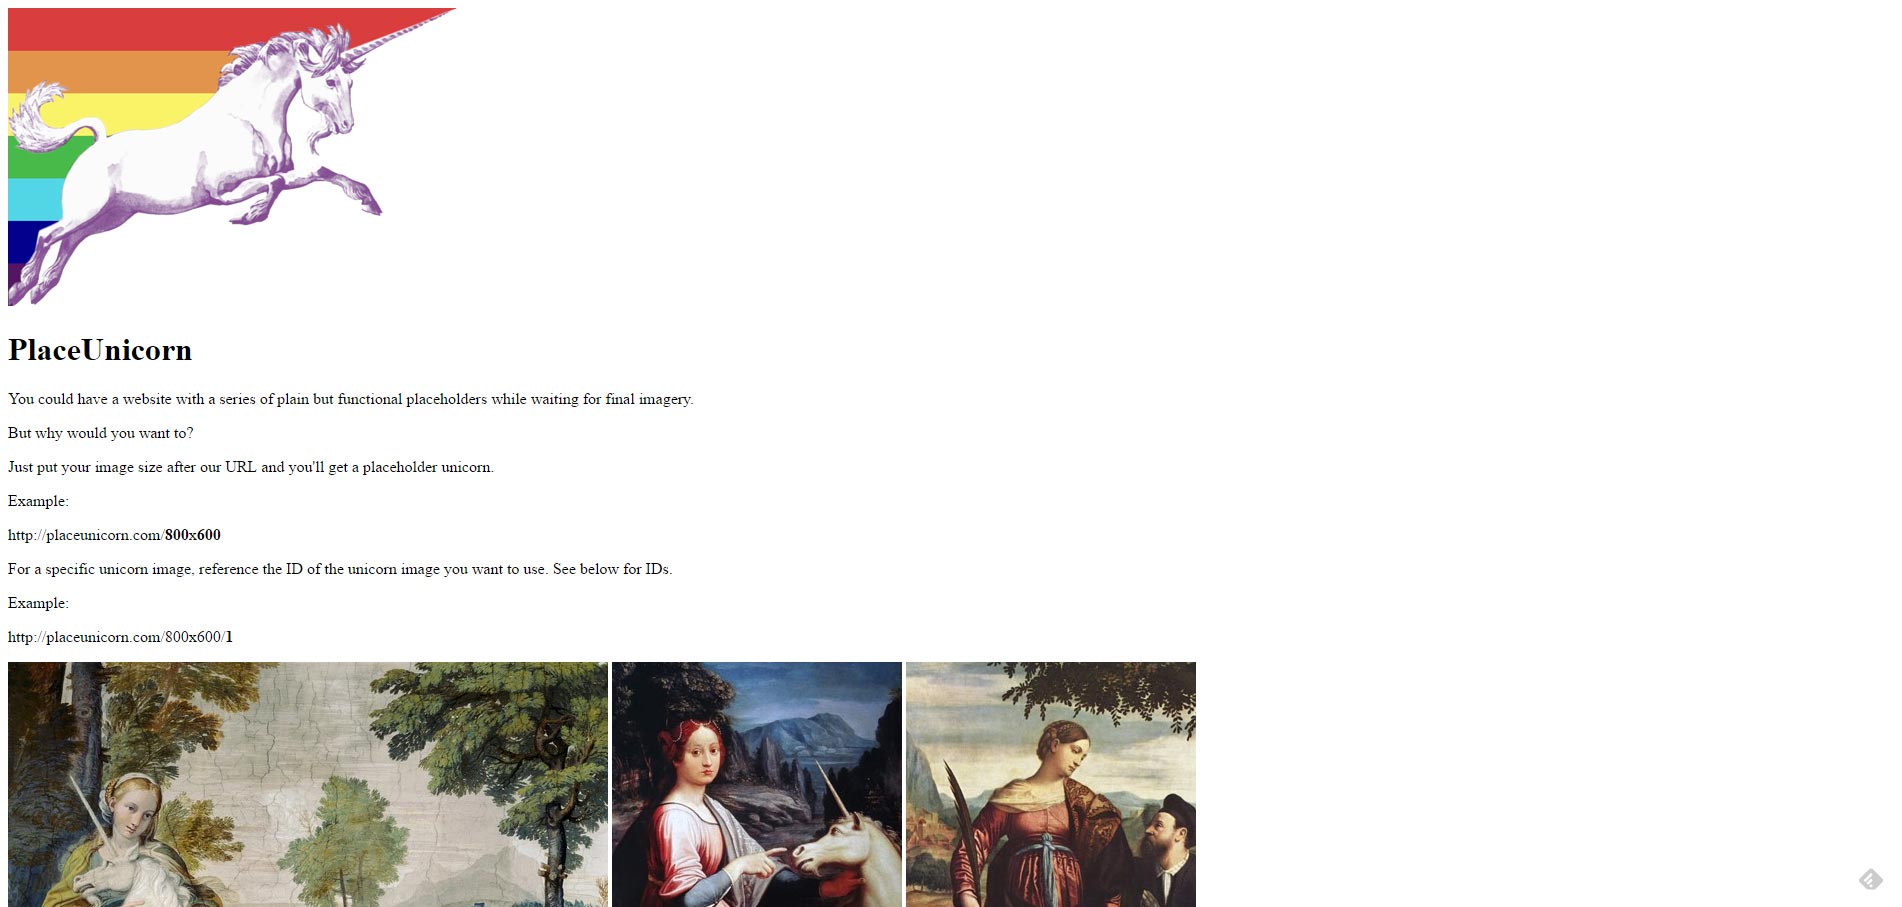 PlaceUnicorn
You could have a website with a series of plain but functional placeholders while waiting for final imagery.
But why would you want to?
Just put your image size after our URL and you'll get a placeholder unicorn.
Example:
http://placeunicorn.com/800x600
For a specific unicorn image, reference the ID of the unicorn image you want to use. See below for IDs.
Example:
http://placeunicorn.com/800x600/1